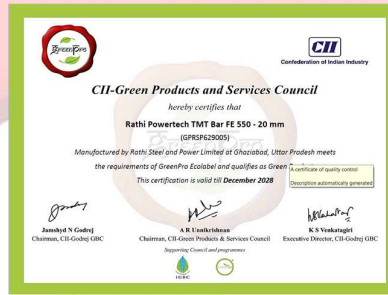 GreenPro
CII
Confederation of Indian Industry
CII-Green Products and Services Council
hereby certifies that
Rathi Powertech TMT Bar FE 550 - 20 mm
(GPRSP629005)
Manufactured by Rathi Steel and Power Limited at Ghaziabad, Uttar Pradesh meets
the requirements of GreenPro Ecolabel and qualifies as Green
A certificate of quality control
This certification is valid till December 2028
Description automatically generated
Jamshyd N Godrej
A R Unnikrishnan
K S Venkatagiri
Chairman, CII-Godrej GBC
Chairman, CII-Green Products & Services Council
Executive Director, CII-Godrej GBC
Supporting Council and programmes
IGBC